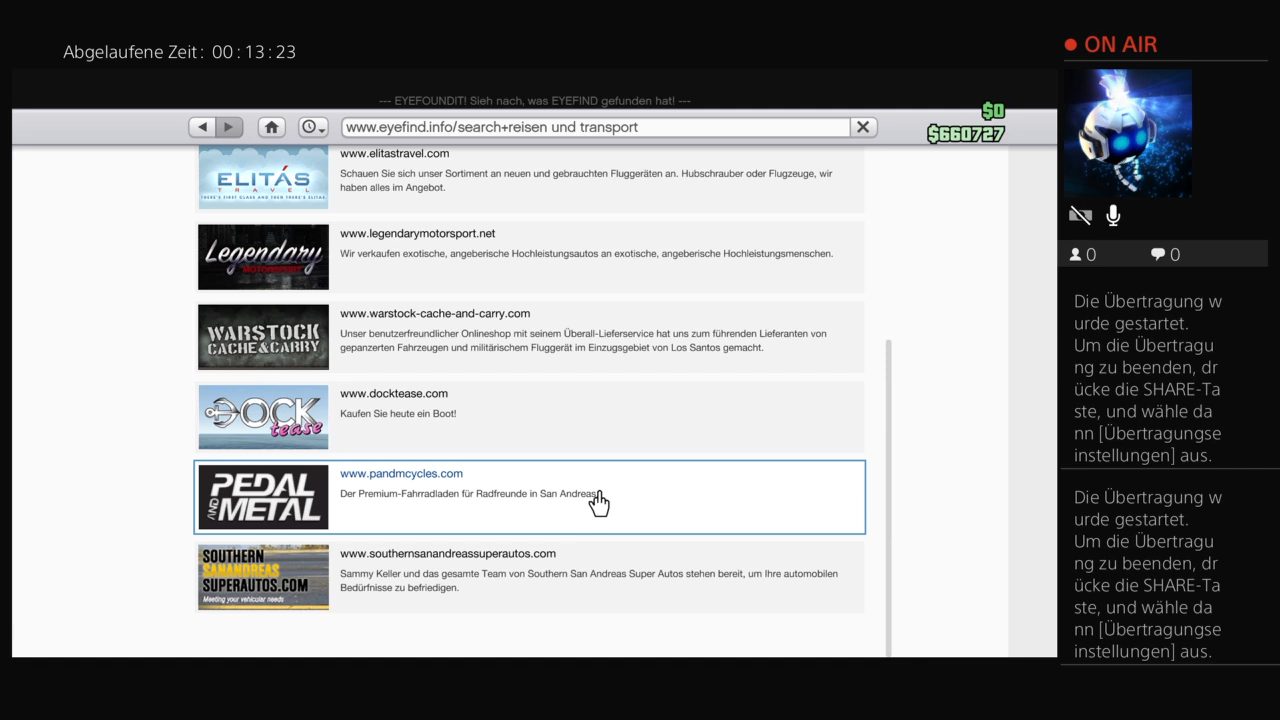 Abgelaufene Zeit: 00:13:23
ON AIR
--- EYEFOUNDIT! Sieh nach, was EYEFIND gefunden hat! ---
www.eyefind.info/search+reisen und transport
$0
$660727
ELITÁS
TRAVEL
THERE'S FIRST CLASS AND THEN THERE'S ELITÁS
www.elitastravel.com
Schauen Sie sich unser Sortiment an neuen und gebrauchten Fluggeräten an. Hubschrauber oder Flugzeuge, wir
haben alles im Angebot.
Legendary
MOTORSPORT
www.legendarymotorsport.net
Wir verkaufen exotische, angeberische Hochleistungsautos an exotische, angeberische Hochleistungsmenschen.
WARSTOCK
CACHE&CARRY
www.warstock-cache-and-carry.com
Unser benutzerfreundlicher Onlineshop mit seinem Überall-Lieferservice hat uns zum führenden Lieferanten von
gepanzerten Fahrzeugen und militärischem Fluggerät im Einzugsgebiet von Los Santos gemacht.
DOCK
tease
www.docktease.com
Kaufen Sie heute ein Boot!
PEDAL
AND METAL
www.pandmcycles.com
Der Premium-Fahrradladen für Radfreunde in San Andreas
SOUTHERN
SANANDREAS
SUPERAUTOS.COM
Meeting your vehicular needs
www.southernsanandreassuperautos.com
Sammy Keller und das gesamte Team von Southern San Andreas Super Autos stehen bereit, um Ihre automobilen
Bedürfnisse zu befriedigen.
0
0
Die Übertragung w
urde gestartet.
Um die Übertragu
ng zu beenden, dr
ücke die SHARE-Ta
ste, und wähle da
nn [Übertragungse
instellungen] aus.
Die Übertragung w
urde gestartet.
Um die Übertragu
ng zu beenden, dr
ücke die SHARE-Ta
ste, und wähle da
nn [Übertragungse
instellungen] aus.